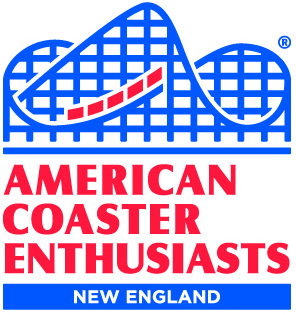 ®
AMERICAN
COASTER
ENTHUSIASTS
NEW ENGLAND